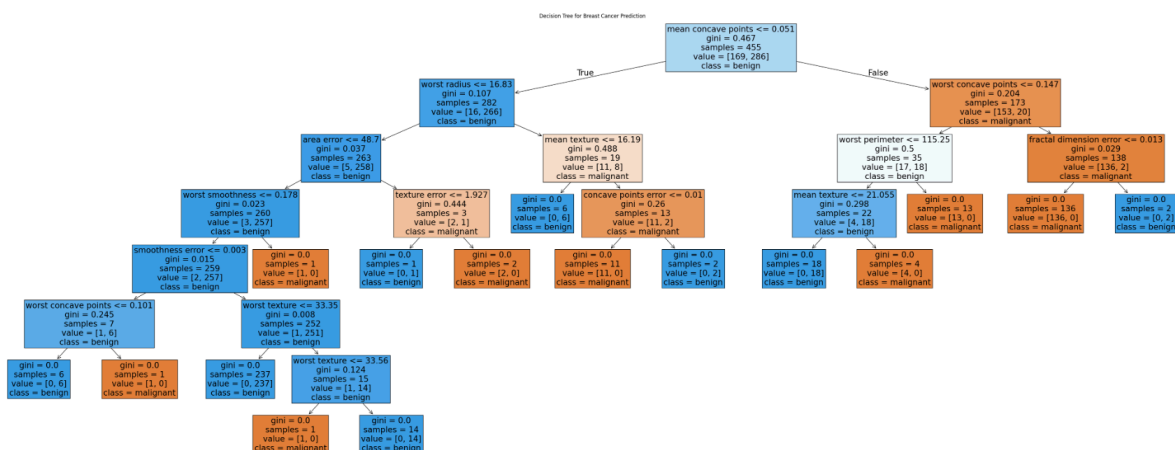 Decision Tree for Breast Cancer Prediction
mean concave points <= 0.051
gini = 0.467
samples = 455
value = [169, 286]
class = benign
True
False
worst radius <= 16.83
gini = 0.107
samples = 282
value = [16, 266]
class = benign
worst concave points <= 0.147
gini = 0.204
samples = 173
value = [153, 20]
class = malignant
area error <= 48.7
gini = 0.037
samples = 263
value = [5, 258]
class = benign
mean texture <= 16.19
gini = 0.488
samples = 19
value = [11, 8]
class = malignant
worst perimeter <= 115.25
gini = 0.5
samples = 35
value = [17, 18]
class = benign
fractal dimension error <= 0.013
gini = 0.029
samples = 138
value = [136, 2]
class = malignant
worst smoothness <= 0.178
gini = 0.023
samples = 260
value = [3, 257]
class = benign
texture error <= 1.927
gini = 0.444
samples = 3
value = [2, 1]
class = malignant
gini = 0.0
samples = 6
value = [0, 6]
class = benign
concave points error <= 0.01
gini = 0.26
samples = 13
value = [11, 2]
class = malignant
mean texture <= 21.055
gini = 0.298
samples = 22
value = [4, 18]
class = benign
gini = 0.0
samples = 13
value = [13, 0]
class = malignant
gini = 0.0
samples = 136
value = [136, 0]
class = malignant
gini = 0.0
samples = 2
value = [0, 2]
class = benign
smoothness error <= 0.003
gini = 0.015
samples = 259
value = [2, 257]
class = benign
gini = 0.0
samples = 1
value = [1, 0]
class = malignant
gini = 0.0
samples = 1
value = [0, 1]
class = benign
gini = 0.0
samples = 2
value = [2, 0]
class = malignant
gini = 0.0
samples = 11
value = [11, 0]
class = malignant
gini = 0.0
samples = 2
value = [0, 2]
class = benign
gini = 0.0
samples = 18
value = [0, 18]
class = benign
gini = 0.0
samples = 4
value = [4, 0]
class = malignant
worst concave points <= 0.101
gini = 0.245
samples = 7
value = [1, 6]
class = benign
worst texture <= 33.35
gini = 0.008
samples = 252
value = [1, 251]
class = benign
gini = 0.0
samples = 6
value = [0, 6]
class = benign
gini = 0.0
samples = 1
value = [1, 0]
class = malignant
gini = 0.0
samples = 237
value = [0, 237]
class = benign
worst texture <= 33.56
gini = 0.124
samples = 15
value = [1, 14]
class = benign
gini = 0.0
samples = 1
value = [1, 0]
class = malignant
gini = 0.0
samples = 14
value = [0, 14]
class = benign